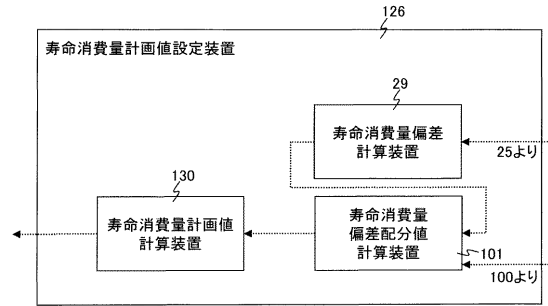 126
寿命消費量計画値設定装置
29
寿命消費量偏差
計算装置
25より
130
寿命消費量計画値
計算装置
寿命消費量
偏差配分値
計算装置
101
100より